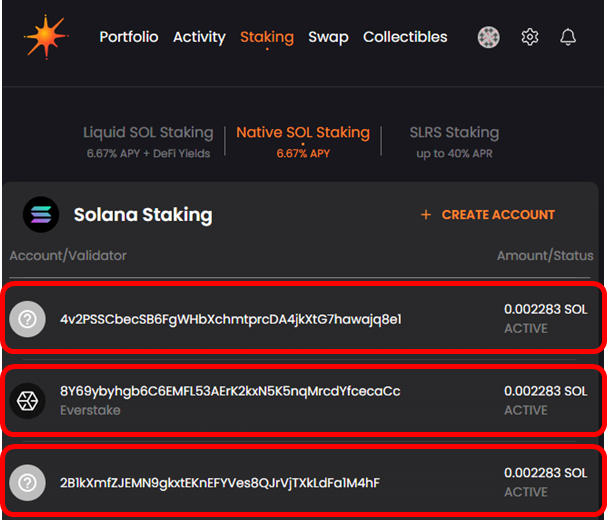 Portfolio Activity Staking Swap Collectibles
Liquid SOL Staking Native SOL Staking SLRS Staking
6.67% APY + DeFi Yields 6.67% APY up to 40% APR
Solana Staking + CREATE ACCOUNT
Account/Validator Amount/Status
4v2PSSCbecSB6FgWHbXchmtprcDA4jkXtG7hawajq8e1 0.002283 SOL
ACTIVE
8Y69ybyhgb6C6EMFL53AErK2kxN5K5nqMrcdYfcecaCc 0.002283 SOL
Everstake ACTIVE
2B1kXmfZJEMN9gkxtEKnEFYVes8QJrVjTXkLdFa1M4hF 0.002283 SOL
ACTIVE